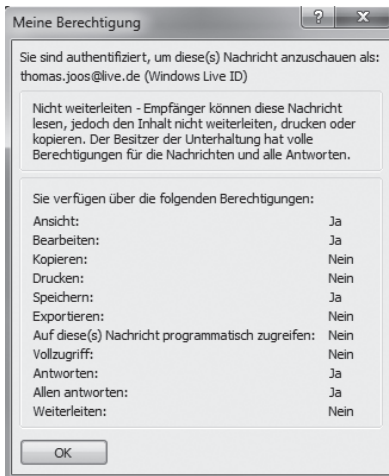 Meine Berechtigung
? X
Sie sind authentifiziert, um diese(s) Nachricht anzuschauen als:
thomas.joos@live.de (Windows Live ID)
Nicht weiterleiten - Empfänger können diese Nachricht
lesen, jedoch den Inhalt nicht weiterleiten, drucken oder
kopieren. Der Besitzer der Unterhaltung hat volle
Berechtigungen für die Nachrichten und alle Antworten.
Sie verfügen über die folgenden Berechtigungen:
Ansicht: Ja
Bearbeiten: Ja
Kopieren: Nein
Drucken: Nein
Speichern: Ja
Exportieren: Nein
Auf diese(s) Nachricht programmatisch zugreifen: Nein
Vollzugriff: Nein
Antworten: Ja
Allen antworten: Ja
Weiterleiten: Nein
OK